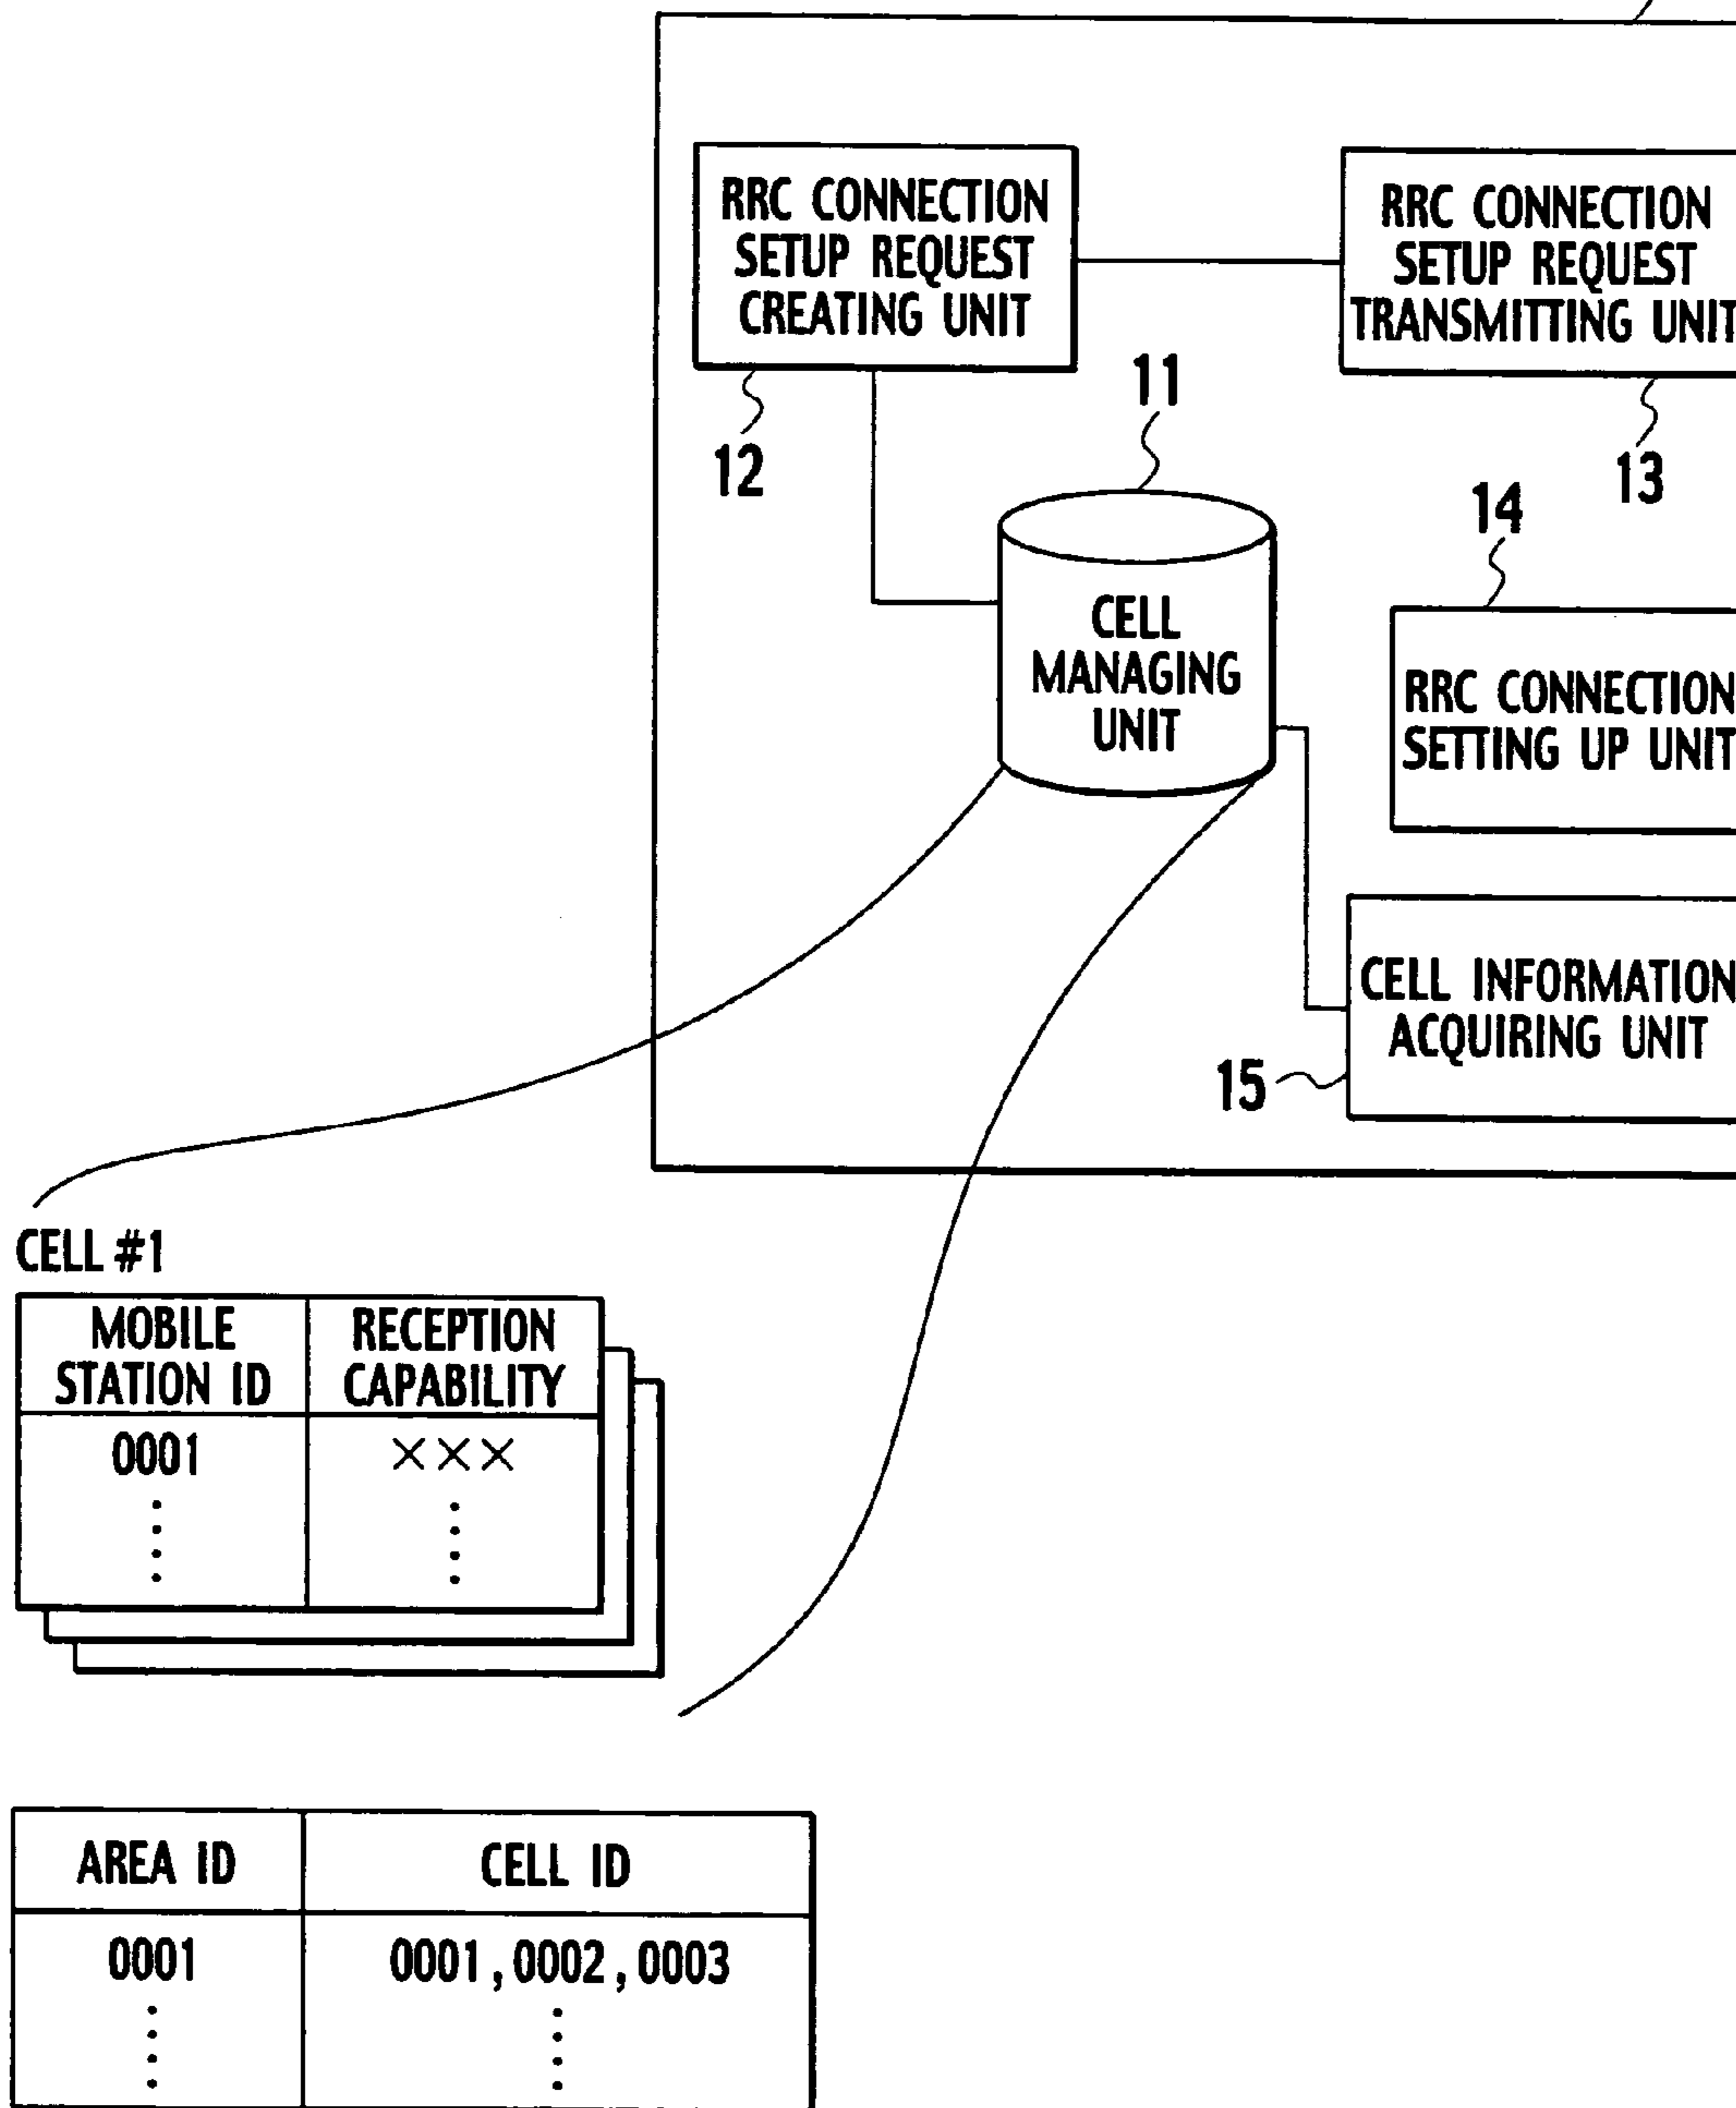 RRC CONNECTION
SETUP REQUEST
CREATING UNIT
RRC CONNECTION
SETUP REQUEST
TRANSMITTING UNIT
11
12
13
14
CELL
MANAGING
UNIT
RRC CONNECTION
SETTING UP UNIT
CELL INFORMATION
ACQUIRING UNIT
15
CELL #1
MOBILE
STATION ID
RECEPTION
CAPABILITY
0001
×××
AREA ID
CELL ID
0001
0001,0002,0003